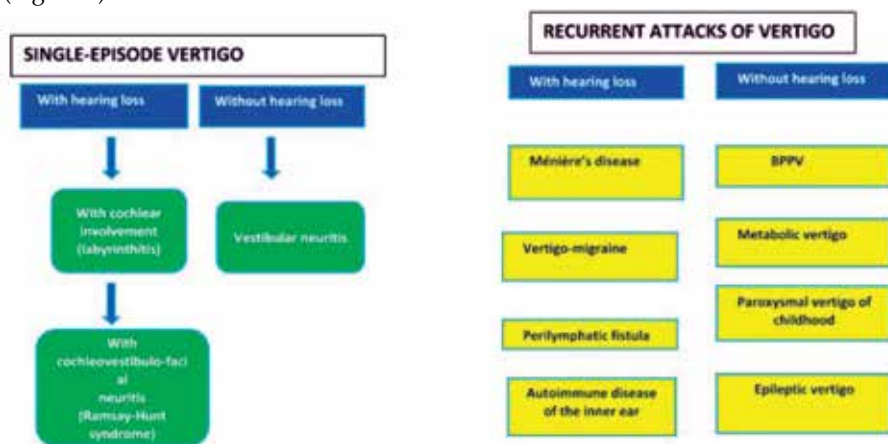 SINGLE-EPISODE VERTIGO
With hearing loss
Without hearing loss
With cochlear
involvement
(labyrinthitis)
Vestibular neuritis
With
cochleovestibulo-faci
al
neuritis
(Ramsay-Hunt
syndrome)
RECURRENT ATTACKS OF VERTIGO
With hearing loss
Without hearing loss
Ménière's disease
BPPV
Vertigo-migraine
Metabolic vertigo
Perilymphatic fistula
Paroxysmal vertigo of
childhood
Autoimmune disease
of the inner ear
Epileptic vertigo